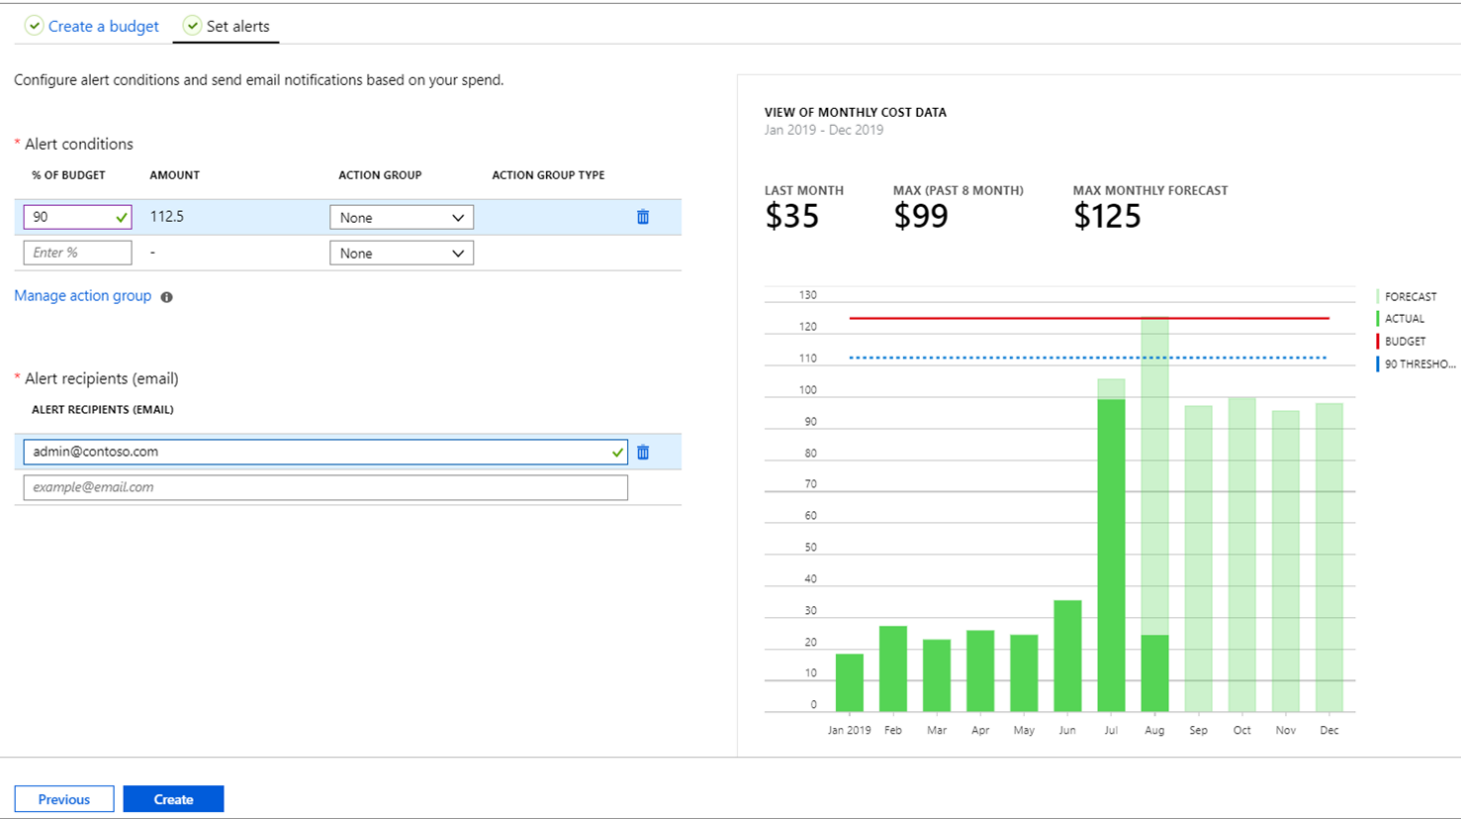 Create a budget
Set alerts
Configure alert conditions and send email notifications based on your spend.
* Alert conditions
% OF BUDGET AMOUNT ACTION GROUP ACTION GROUP TYPE
90 112.5 None
Enter % - None
Manage action group
* Alert recipients (email)
ALERT RECIPIENTS (EMAIL)
admin@contoso.com
example@email.com
Previous
Create
VIEW OF MONTHLY COST DATA
Jan 2019 - Dec 2019
LAST MONTH MAX (PAST 8 MONTH) MAX MONTHLY FORECAST
$35 $99 $125
130
120
110
100
90
80
70
60
50
40
30
20
10
0
Jan 2019 Feb Mar Apr May Jun Jul Aug Sep Oct Nov Dec
FORECAST
ACTUAL
BUDGET
90 THRESHO...